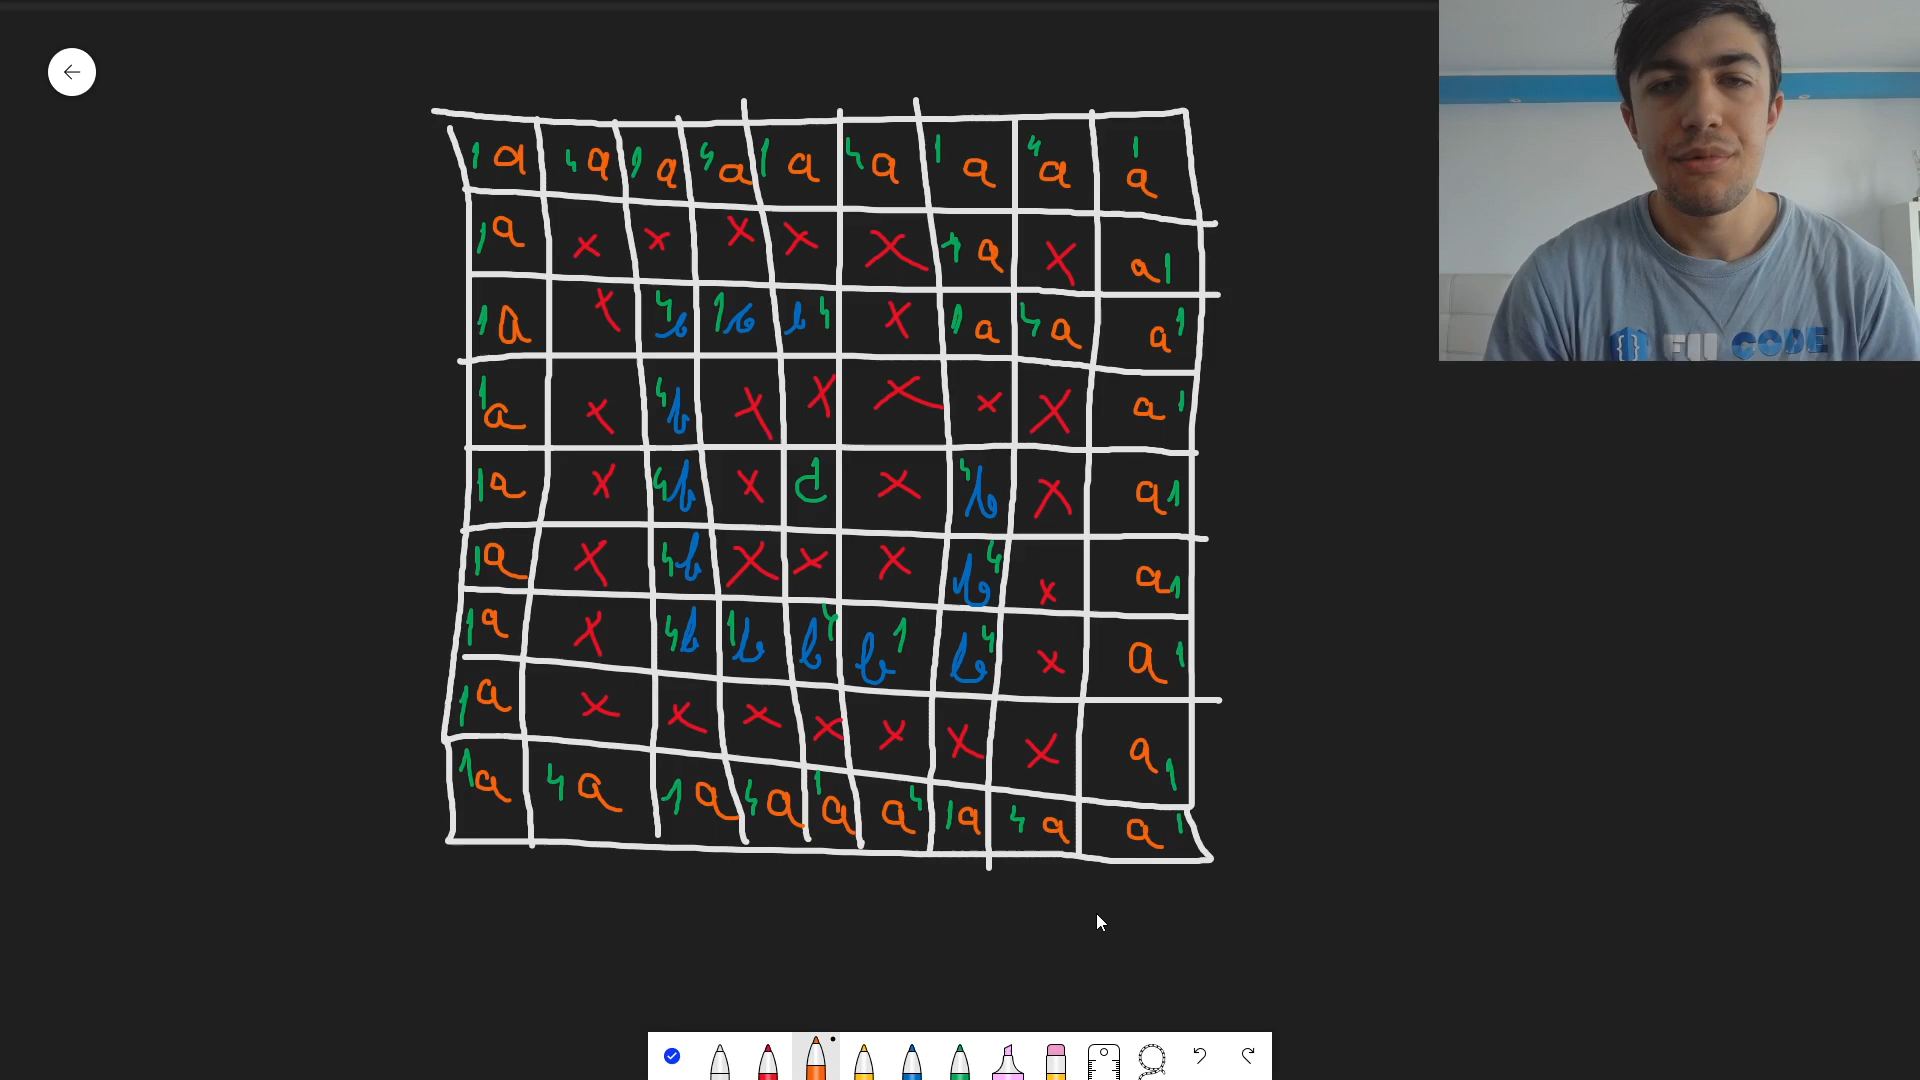 1a 4a 1a 4a 1a 4a 1a 4a 1a
1a x x x x x 4a x a1
1a x 4b 1b b4 x 1a 4a a1
1a x 4b x x x x x a1
1a x 4b x d x 4b x a1
1a x 4b x x x b4 x a1
1a x 4b 1b b4 b1 b4 x a1
1a x x x x x x x a1
1a 4a 1a 4a 1a a4 1a 4a a1
{} FII CODE